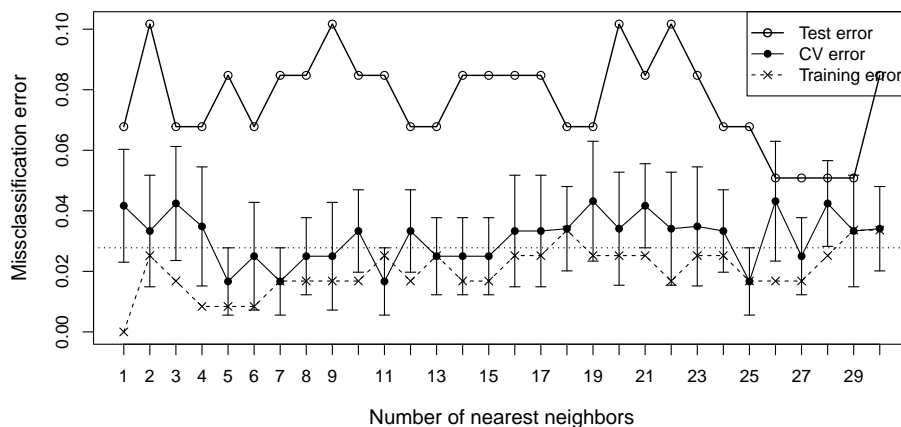 Test error
CV error
Training error
Missclassification error
0.10
0.08
0.06
0.04
0.02
0.00
1 2 3 4 5 6 7 8 9 11 13 15 17 19 21 23 25 27 29
Number of nearest neighbors